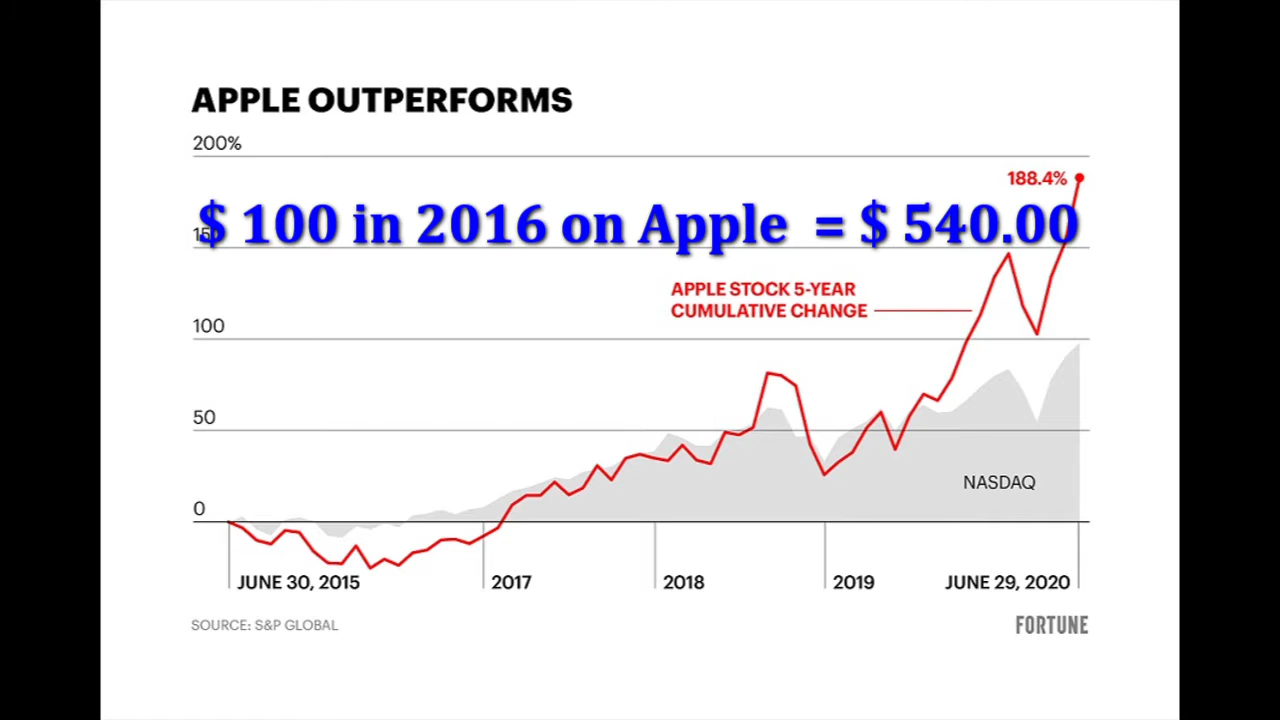 APPLE OUTPERFORMS
200%
188.4%
$ 100 in 2016 on Apple = $ 540.00
150
APPLE STOCK 5-YEAR
CUMULATIVE CHANGE
100
50
NASDAQ
0
JUNE 30, 2015 2017 2018 2019 JUNE 29, 2020
SOURCE: S&P GLOBAL FORTUNE